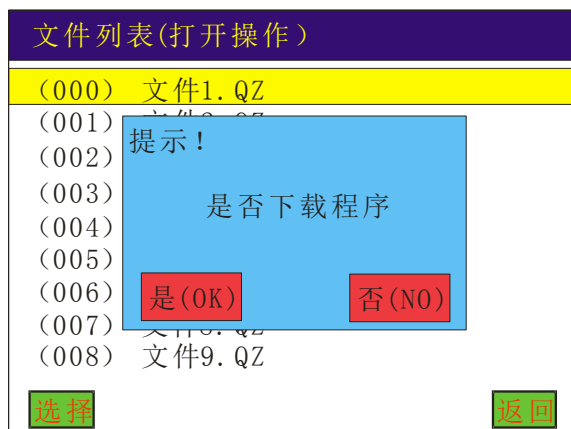 文件列表(打开操作）
（000） 文件1.QZ
（001）
提示！
（002）
（003）
是否下载程序
（004）
（005）
（006）
是(OK)
否(NO)
（007）
（008） 文件9.QZ
选择
返回